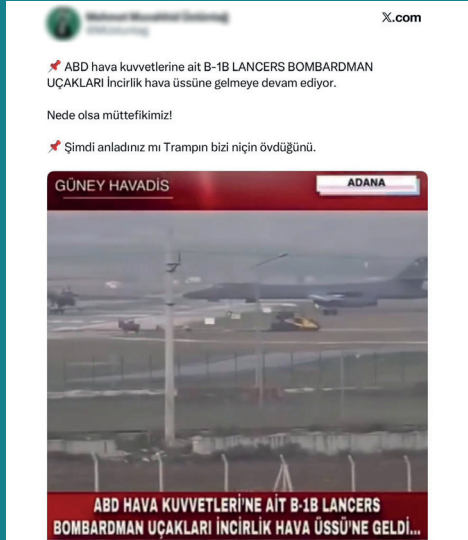 X.com
📌 ABD hava kuvvetlerine ait B-1B LANCERS BOMBARDMAN
UÇAKLARI İncirlik hava üssüne gelmeye devam ediyor.
Nede olsa müttefikimiz!
📌 Şimdi anladınız mı Trampın bizi niçin övdüğünü.
GÜNEY HAVADİS
ADANA
ABD HAVA KUVVETLERİ'NE AİT B-1B LANCERS
BOMBARDMAN UÇAKLARI İNCİRLİK HAVA ÜSSÜ'NE GELDİ...